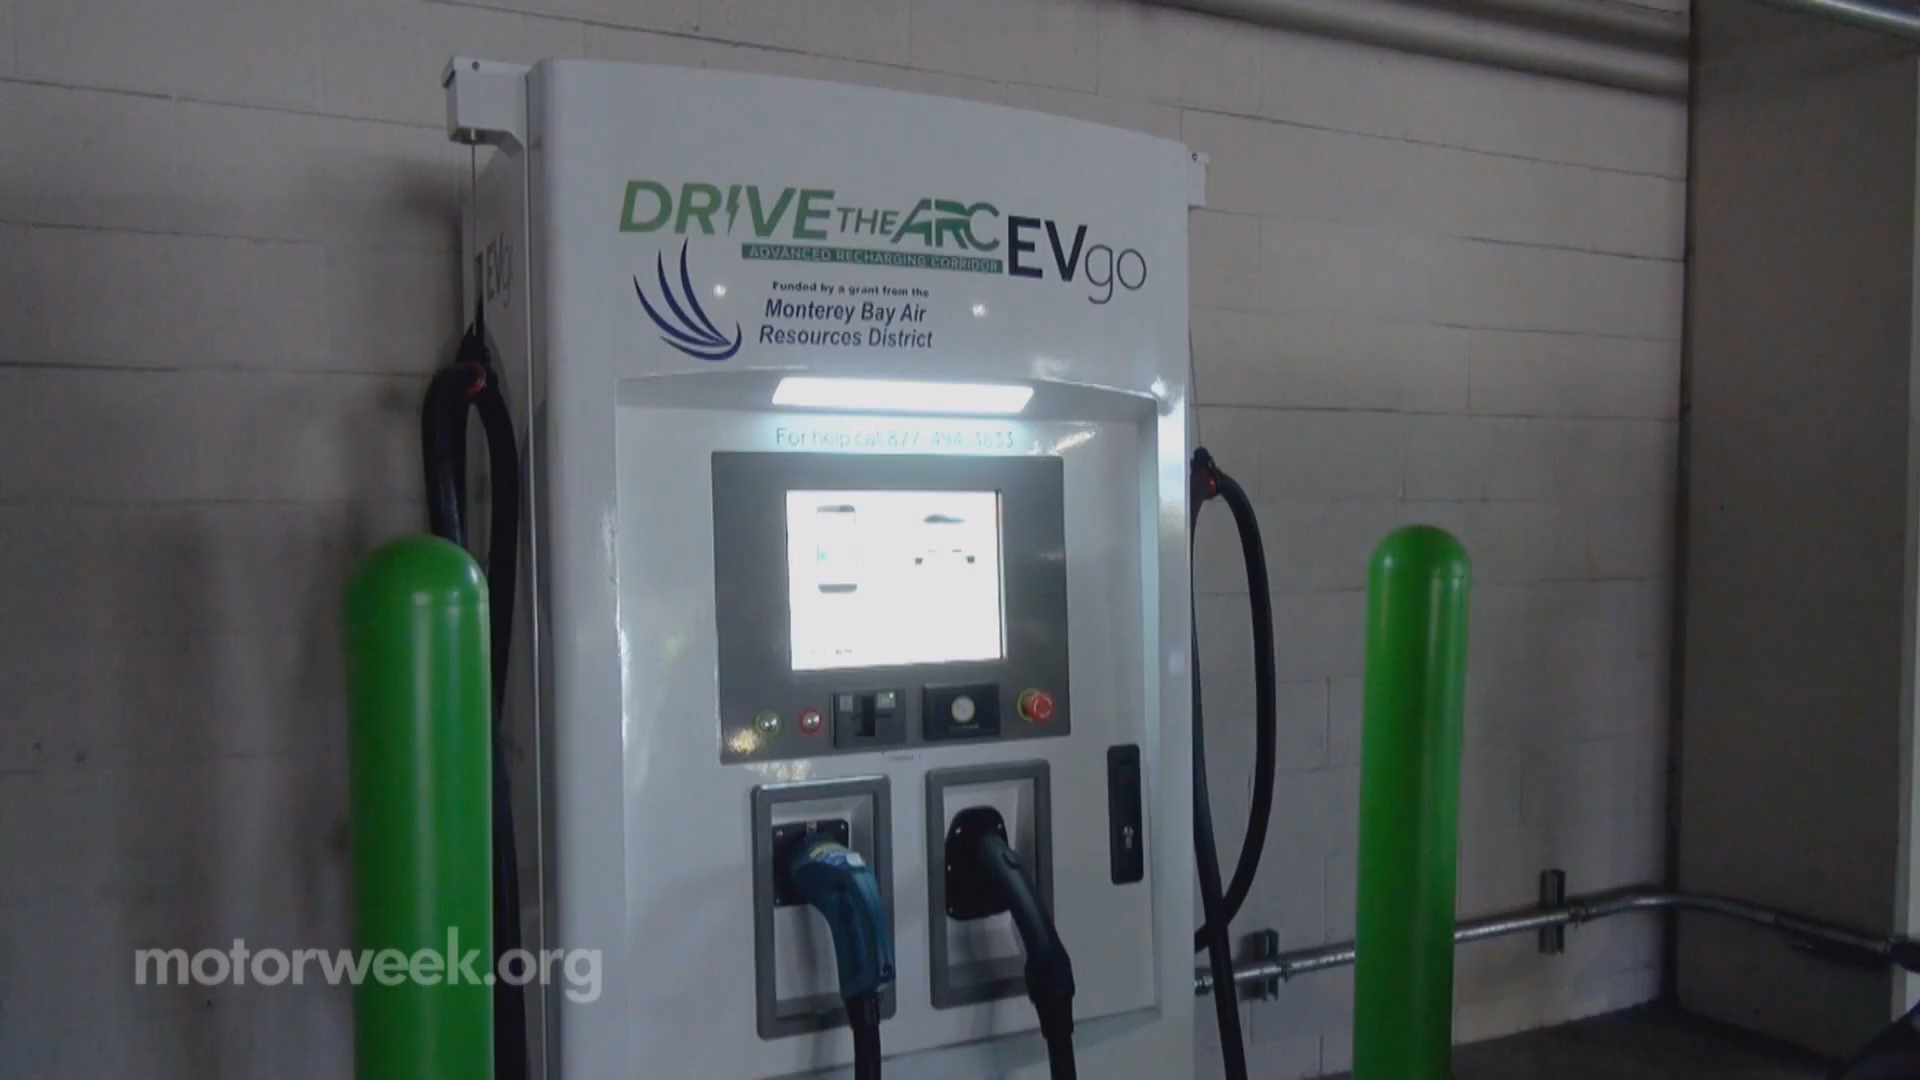 DRIVE THE ARC EVgo
ADVANCED RECHARGING CORRIDOR
Funded by a grant from the
Monterey Bay Air
Resources District
For help call 877-494-3833
EVgo
motorweek.org